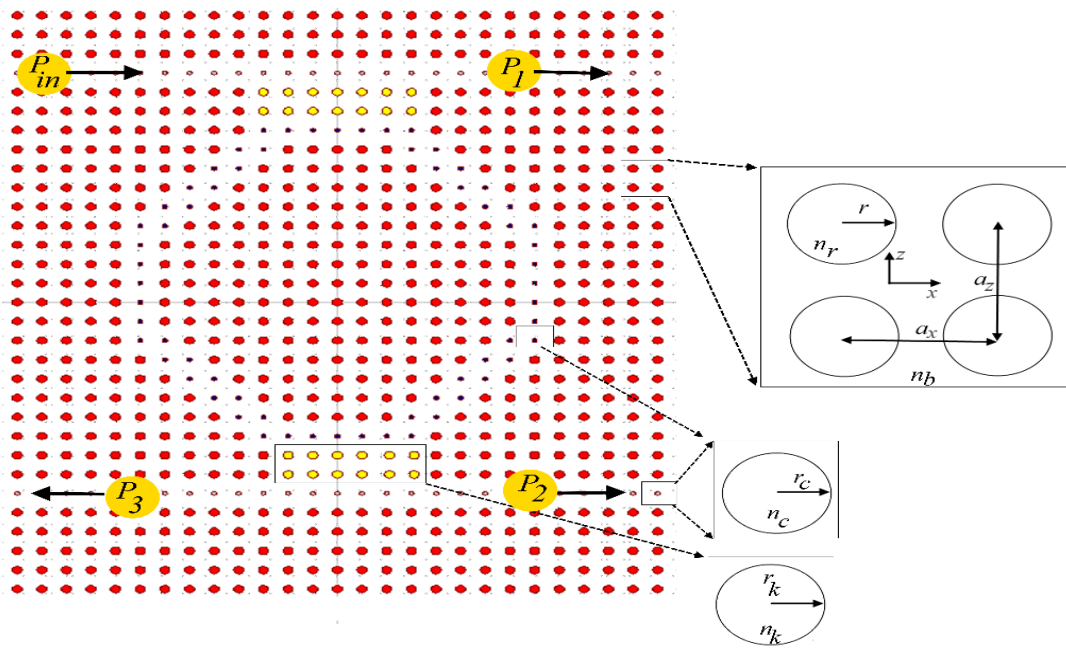 P_in
P_1
r
n_r
z
x
a_z
a_x
n_b
r_c
n_c
P_3
P_2
r_k
n_k